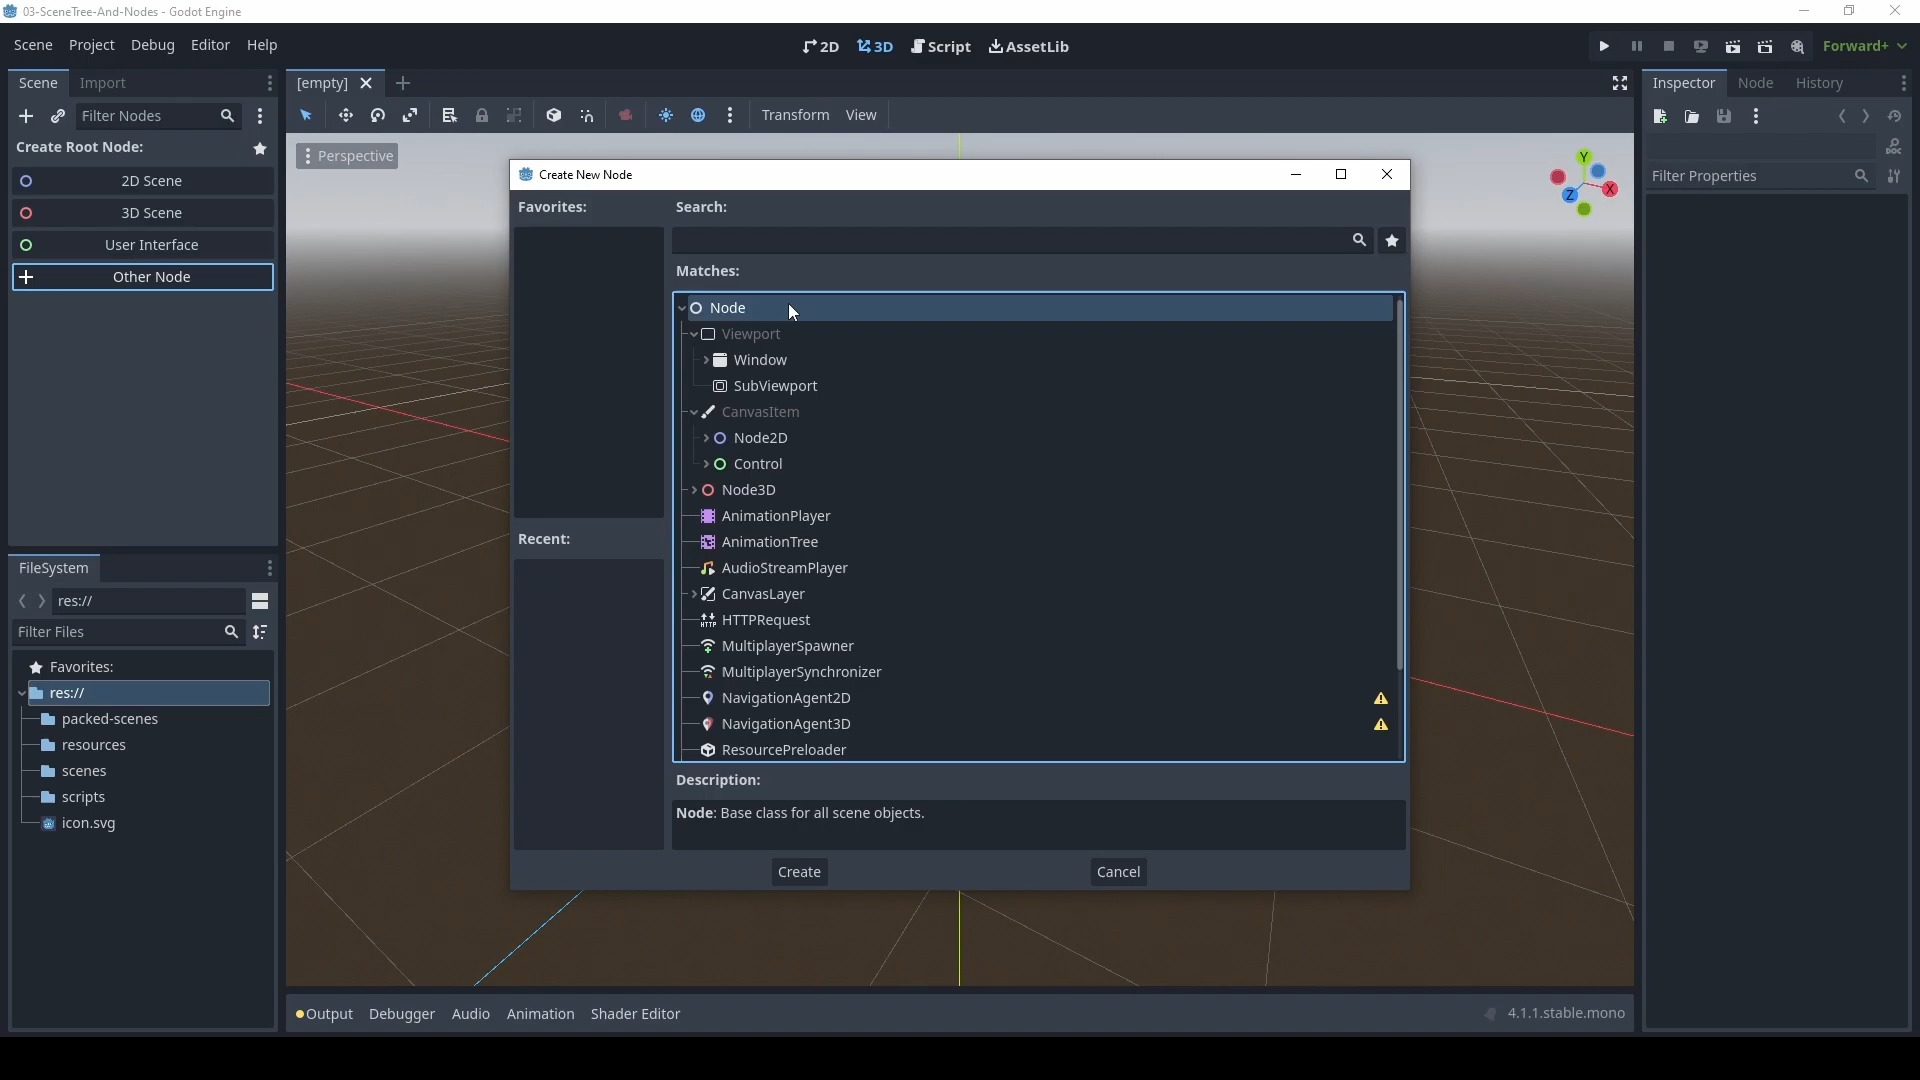 03-SceneTree-And-Nodes - Godot Engine
Scene Project Debug Editor Help
2D 3D Script AssetLib
Forward+
Scene Import
[empty]
Inspector Node History
Filter Nodes
Transform View
Create Root Node:
2D Scene
3D Scene
User Interface
Other Node
Perspective
Y
X
Z
DOC
Filter Properties
Create New Node
Favorites:
Search:
Matches:
Node
Viewport
Window
SubViewport
CanvasItem
Node2D
Control
Node3D
AnimationPlayer
AnimationTree
AudioStreamPlayer
CanvasLayer
HTTP HTTPRequest
MultiplayerSpawner
MultiplayerSynchronizer
NavigationAgent2D
NavigationAgent3D
ResourcePreloader
Recent:
Description:
Node: Base class for all scene objects.
Create Cancel
FileSystem
res://
Filter Files
Favorites:
res://
packed-scenes
resources
scenes
scripts
icon.svg
Output Debugger Audio Animation Shader Editor
4.1.1.stable.mono